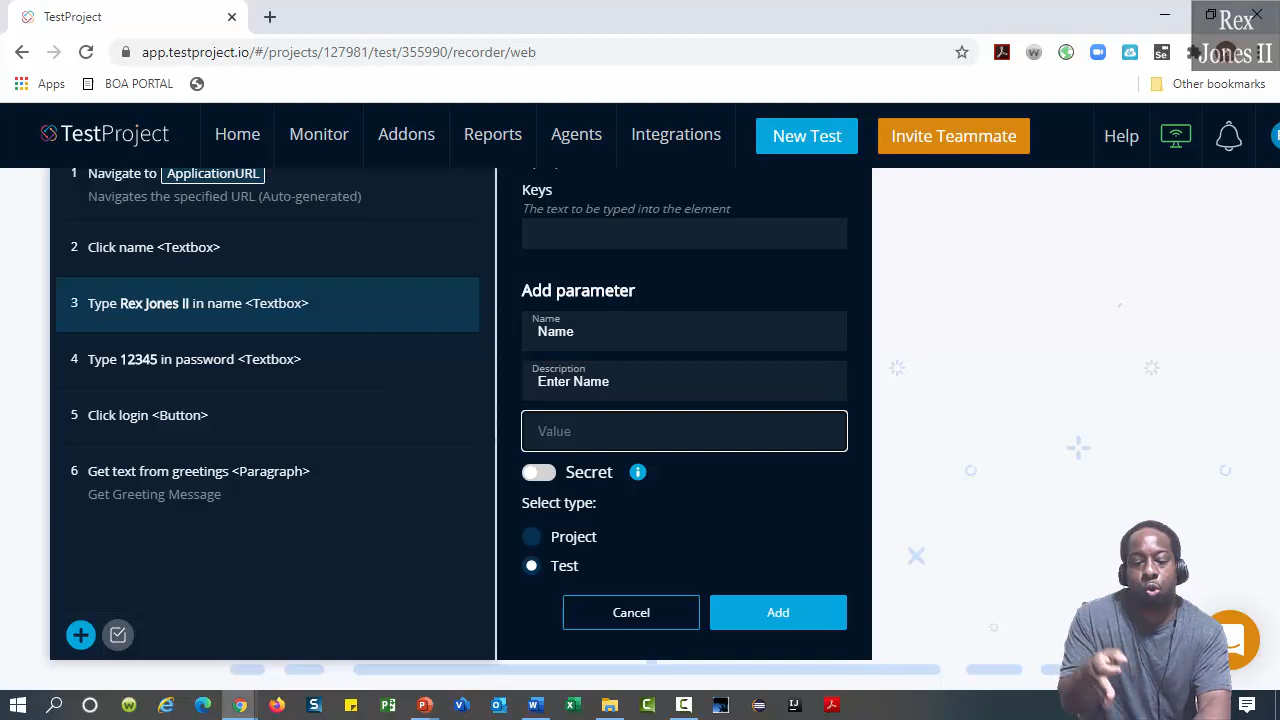 TestProject
Rex
Jones II
app.testproject.io/#/projects/127981/test/355990/recorder/web
Apps
BOA PORTAL
Other bookmarks
TestProject
Home
Monitor
Addons
Reports
Agents
Integrations
New Test
Invite Teammate
Help
1 Navigate to ApplicationURL
Navigates the specified URL (Auto-generated)
2 Click name <Textbox>
3 Type Rex Jones II in name <Textbox>
4 Type 12345 in password <Textbox>
5 Click login <Button>
6 Get text from greetings <Paragraph>
Get Greeting Message
Keys
The text to be typed into the element
Add parameter
Name
Name
Description
Enter Name
Value
Secret
Select type:
Project
Test
Cancel
Add